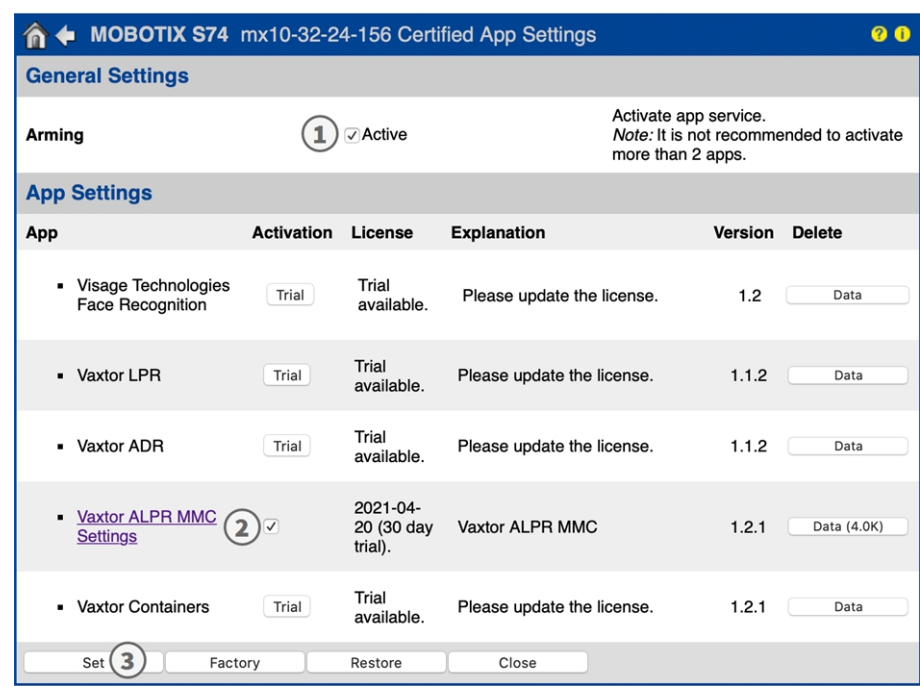 MOBOTIX S74 mx10-32-24-156 Certified App Settings ? i
General Settings
Arming 1 Active Activate app service.
Note: It is not recommended to activate
more than 2 apps.
App Settings
App Activation License Explanation Version Delete
Visage Technologies
Face Recognition Trial Trial
available. Please update the license. 1.2 Data
Vaxtor LPR Trial Trial
available. Please update the license. 1.1.2 Data
Vaxtor ADR Trial Trial
available. Please update the license. 1.1.2 Data
Vaxtor ALPR MMC
Settings 2 2021-04-
20 (30 day
trial). Vaxtor ALPR MMC 1.2.1 Data (4.0K)
Vaxtor Containers Trial Trial
available. Please update the license. 1.2.1 Data
Set 3 Factory Restore Close